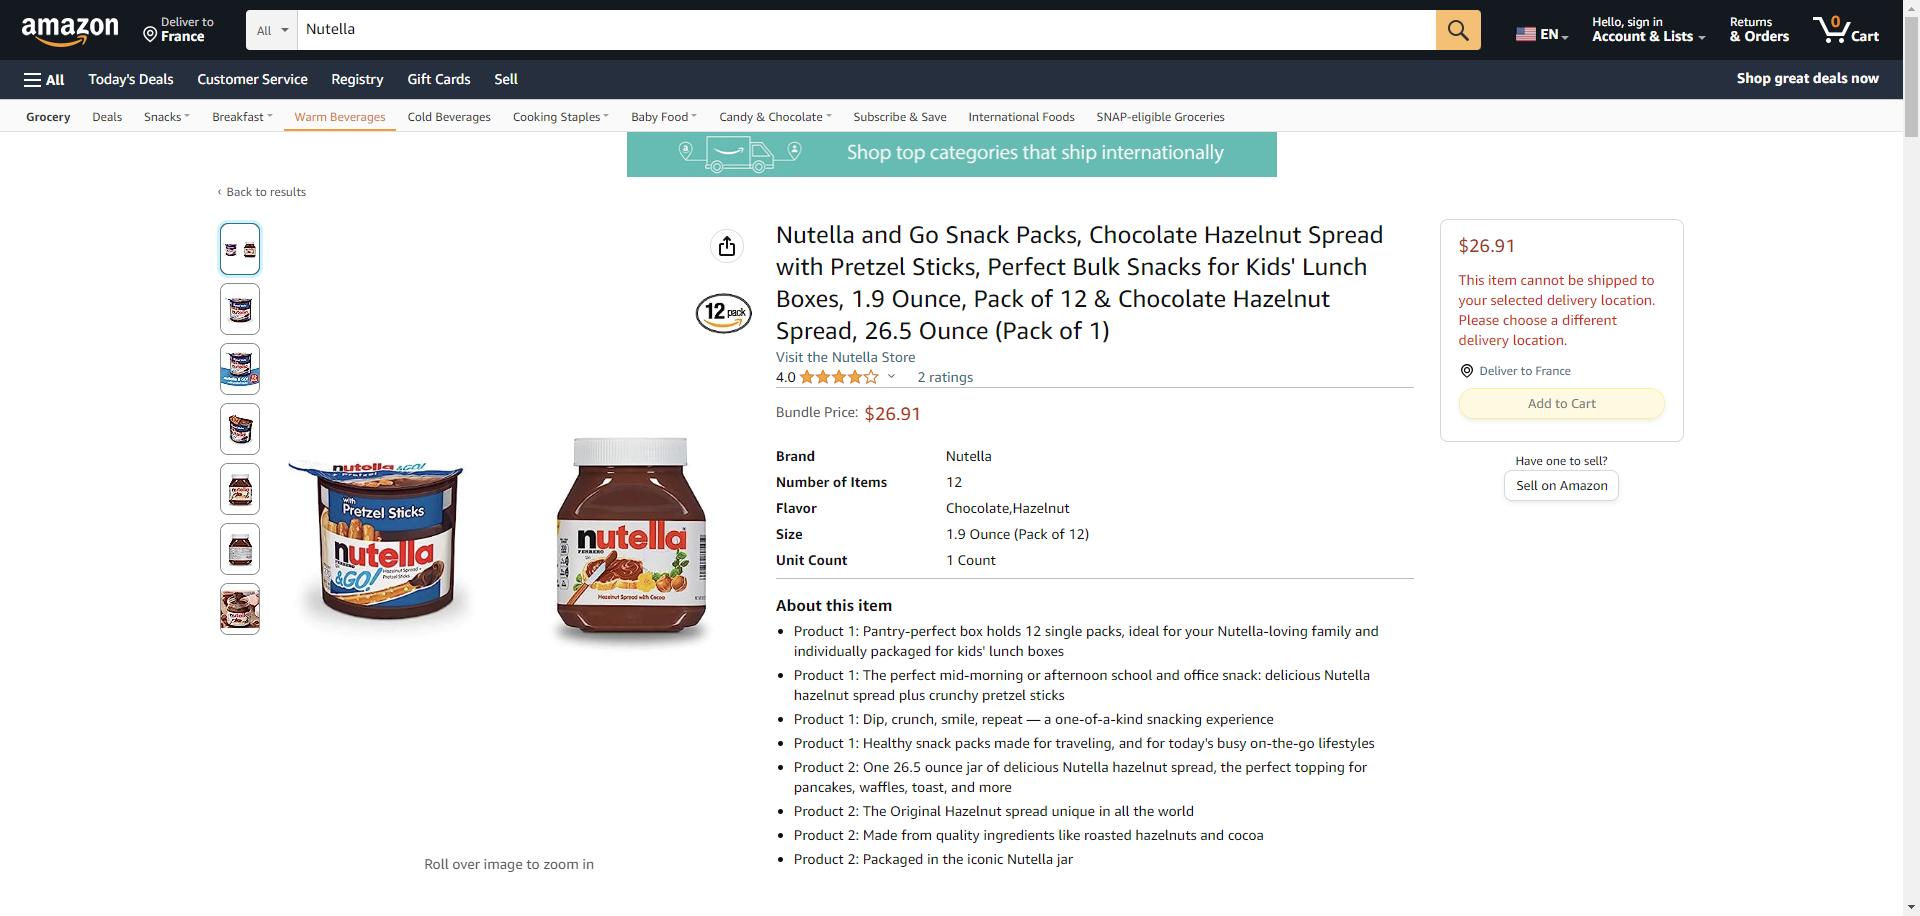 amazon
Deliver to
France
All
Nutella
EN
Hello, sign in
Account & Lists
Returns
& Orders
0
Cart
All
Today's Deals
Customer Service
Registry
Gift Cards
Sell
Shop great deals now
Grocery
Deals
Snacks
Breakfast
Warm Beverages
Cold Beverages
Cooking Staples
Baby Food
Candy & Chocolate
Subscribe & Save
International Foods
SNAP-eligible Groceries
a
Shop top categories that ship internationally
‹ Back to results
12 pack
nutella &GO!
with
Pretzel Sticks
nutella
&GO!
Hazelnut Spread +
Pretzel Sticks
nutella
FERRERO
Hazelnut Spread with Cocoa
Roll over image to zoom in
Nutella and Go Snack Packs, Chocolate Hazelnut Spread
with Pretzel Sticks, Perfect Bulk Snacks for Kids' Lunch
Boxes, 1.9 Ounce, Pack of 12 & Chocolate Hazelnut
Spread, 26.5 Ounce (Pack of 1)
Visit the Nutella Store
4.0
2 ratings
Bundle Price: $26.91
Brand Nutella
Number of Items 12
Flavor Chocolate,Hazelnut
Size 1.9 Ounce (Pack of 12)
Unit Count 1 Count
About this item
• Product 1: Pantry-perfect box holds 12 single packs, ideal for your Nutella-loving family and
individually packaged for kids' lunch boxes
• Product 1: The perfect mid-morning or afternoon school and office snack: delicious Nutella
hazelnut spread plus crunchy pretzel sticks
• Product 1: Dip, crunch, smile, repeat — a one-of-a-kind snacking experience
• Product 1: Healthy snack packs made for traveling, and for today's busy on-the-go lifestyles
• Product 2: One 26.5 ounce jar of delicious Nutella hazelnut spread, the perfect topping for
pancakes, waffles, toast, and more
• Product 2: The Original Hazelnut spread unique in all the world
• Product 2: Made from quality ingredients like roasted hazelnuts and cocoa
• Product 2: Packaged in the iconic Nutella jar
$26.91
This item cannot be shipped to
your selected delivery location.
Please choose a different
delivery location.
Deliver to France
Add to Cart
Have one to sell?
Sell on Amazon